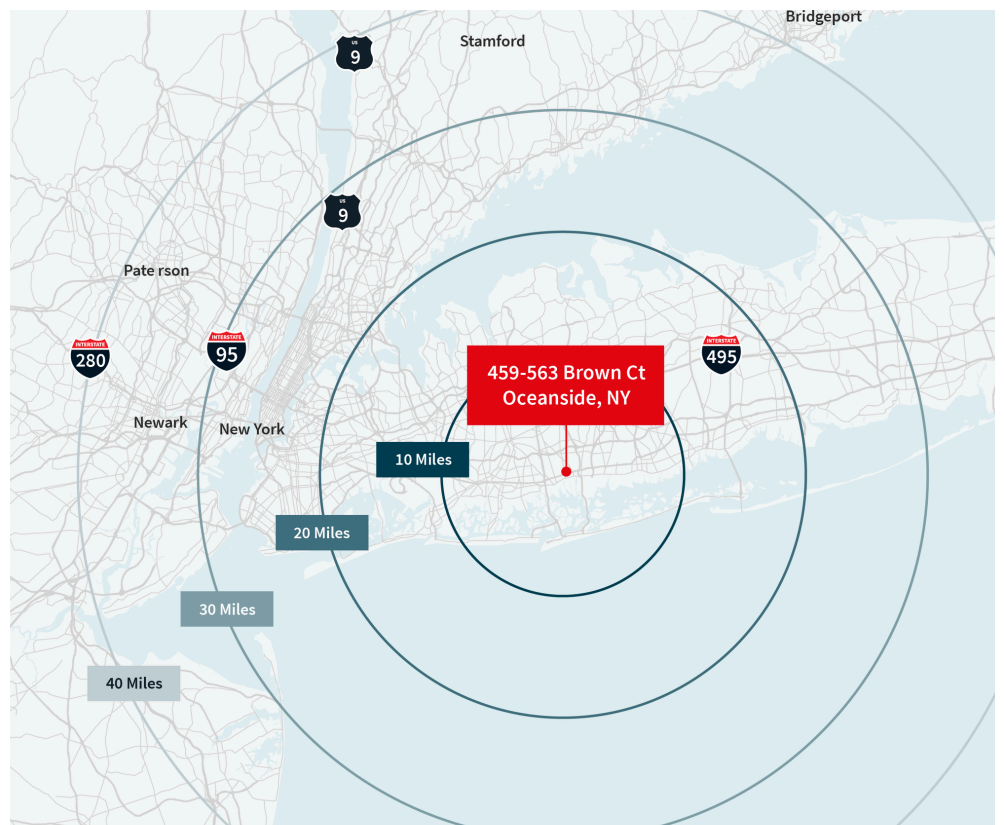 Bridgeport
Stamford
US
9
US
9
Pate rson
INTERSTATE
280
INTERSTATE
95
INTERSTATE
495
459-563 Brown Ct
Oceanside, NY
Newark
New York
10 Miles
20 Miles
30 Miles
40 Miles